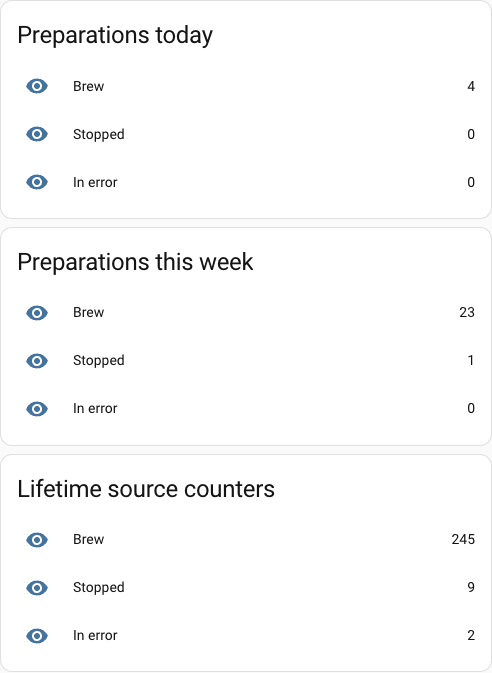 Preparations today
Brew 4
Stopped 0
In error 0
Preparations this week
Brew 23
Stopped 1
In error 0
Lifetime source counters
Brew 245
Stopped 9
In error 2